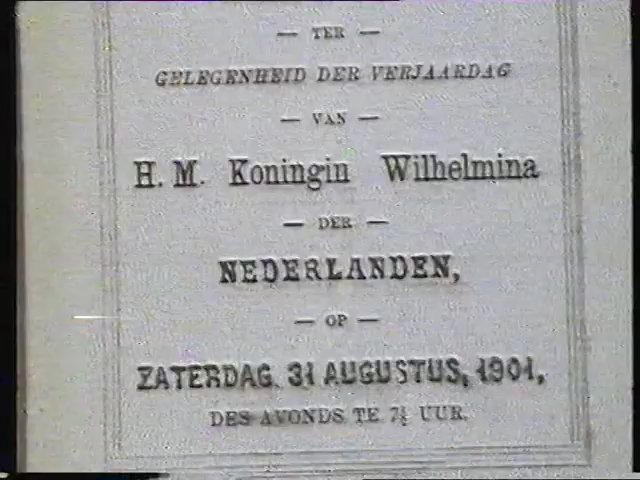 — TER —
GELEGENHEID DER VERJAARDAG
— VAN —
H. M. Koningin Wilhelmina
— DER —
NEDERLANDEN,
— OP —
ZATERDAG, 31 AUGUSTUS, 1901,
DES AVONDS TE 7½ UUR.